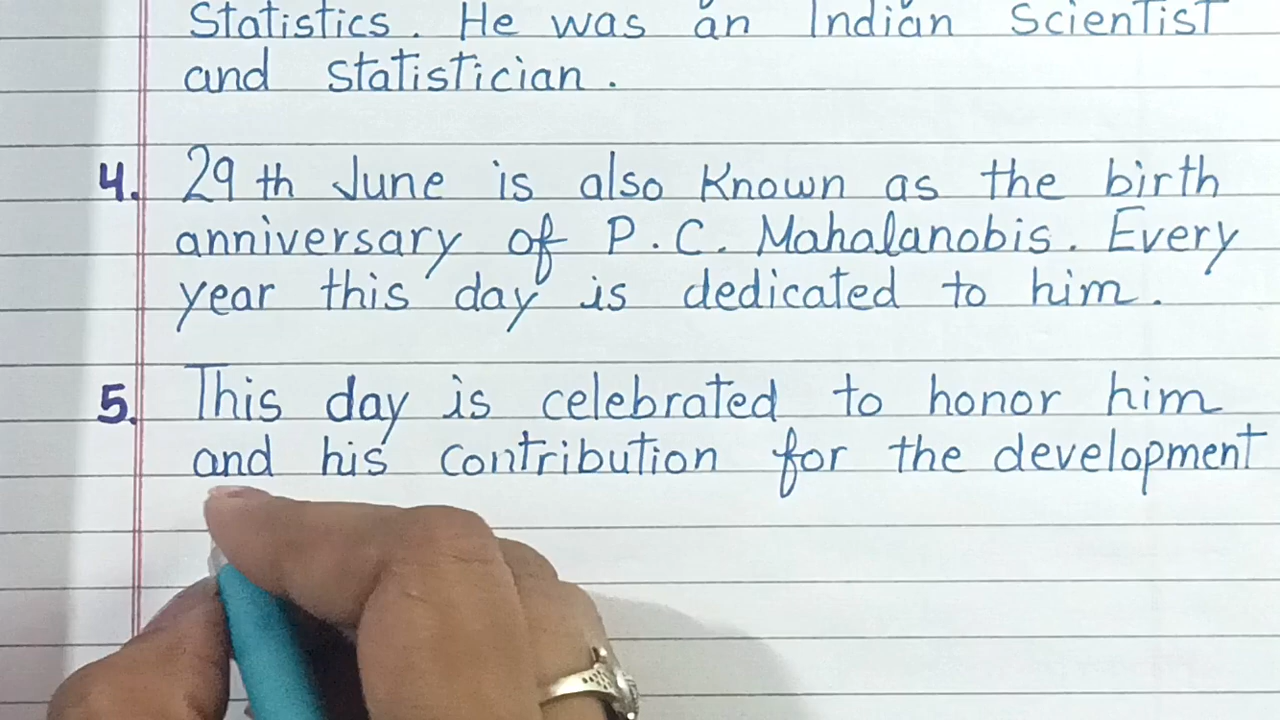 Statistics. He was an Indian Scientist
and statistician.
4. 29th June is also Known as the birth
anniversary of P.C. Mahalanobis. Every
year this day is dedicated to him.
5. This day is celebrated to honor him
and his contribution for the development